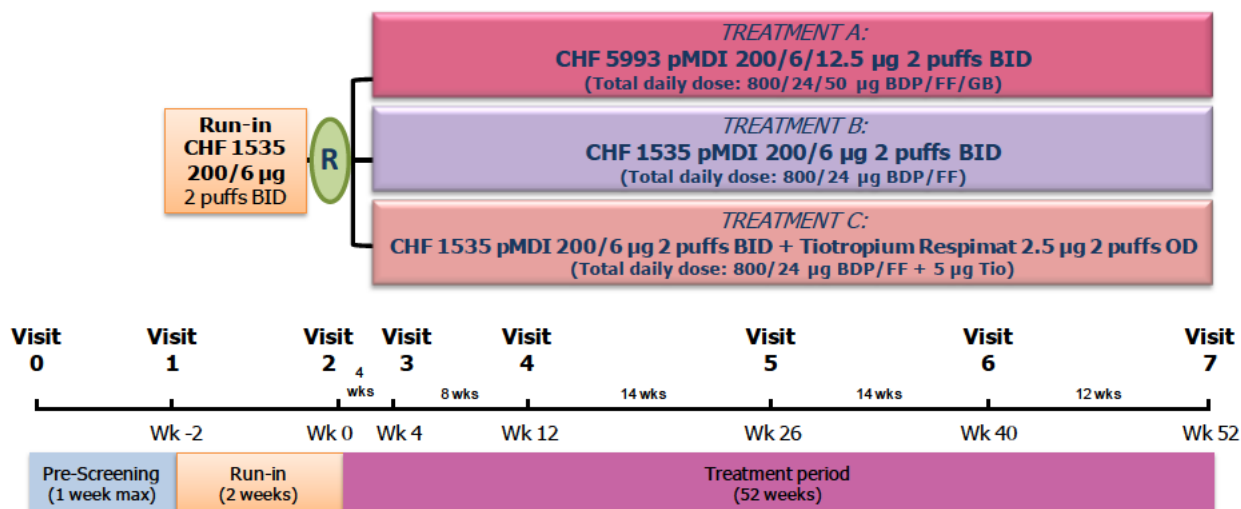 TREATMENT A:
CHF 5993 pMDI 200/6/12.5 µg 2 puffs BID
(Total daily dose: 800/24/50 µg BDP/FF/GB)
Run-in
CHF 1535
200/6 µg
2 puffs BID
R
TREATMENT B:
CHF 1535 pMDI 200/6 µg 2 puffs BID
(Total daily dose: 800/24 µg BDP/FF)
TREATMENT C:
CHF 1535 pMDI 200/6 µg 2 puffs BID + Tiotropium Respimat 2.5 µg 2 puffs OD
(Total daily dose: 800/24 µg BDP/FF + 5 µg Tio)
Visit 0
Visit 1
Visit 2
Visit 3
Visit 4
Visit 5
Visit 6
Visit 7
4 wks
8 wks
14 wks
14 wks
12 wks
Wk -2
Wk 0
Wk 4
Wk 12
Wk 26
Wk 40
Wk 52
Pre-Screening
(1 week max)
Run-in
(2 weeks)
Treatment period
(52 weeks)